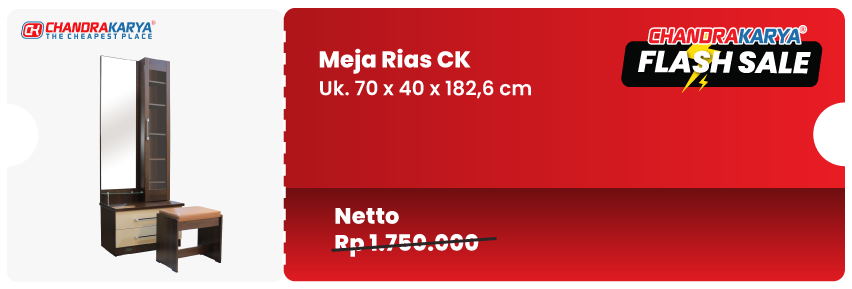 CHANDRAKARYA®
THE CHEAPEST PLACE
Meja Rias CK
Uk. 70 x 40 x 182,6 cm
CHANDRAKARYA®
FLASH SALE
Netto
Rp 1.750.000